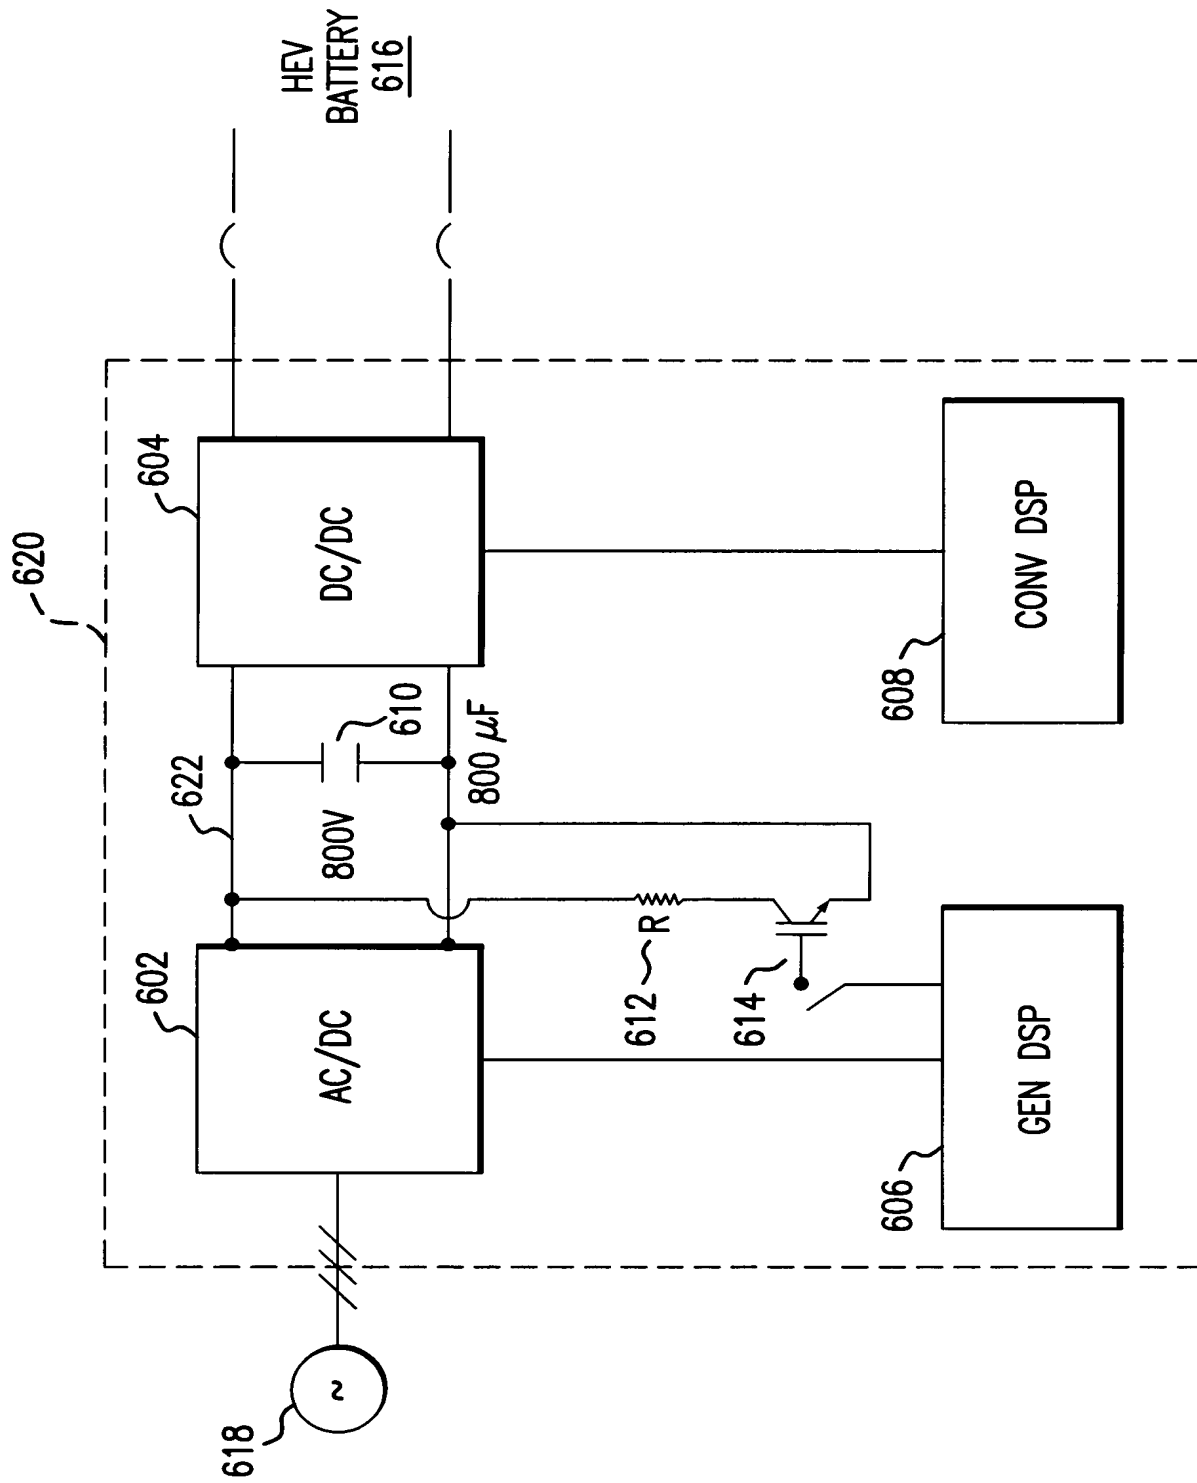 620
HEV
BATTERY
616
604
DC/DC
622
610
800V
800 µF
602
AC/DC
612
R
614
618
608
CONV DSP
606
GEN DSP
~